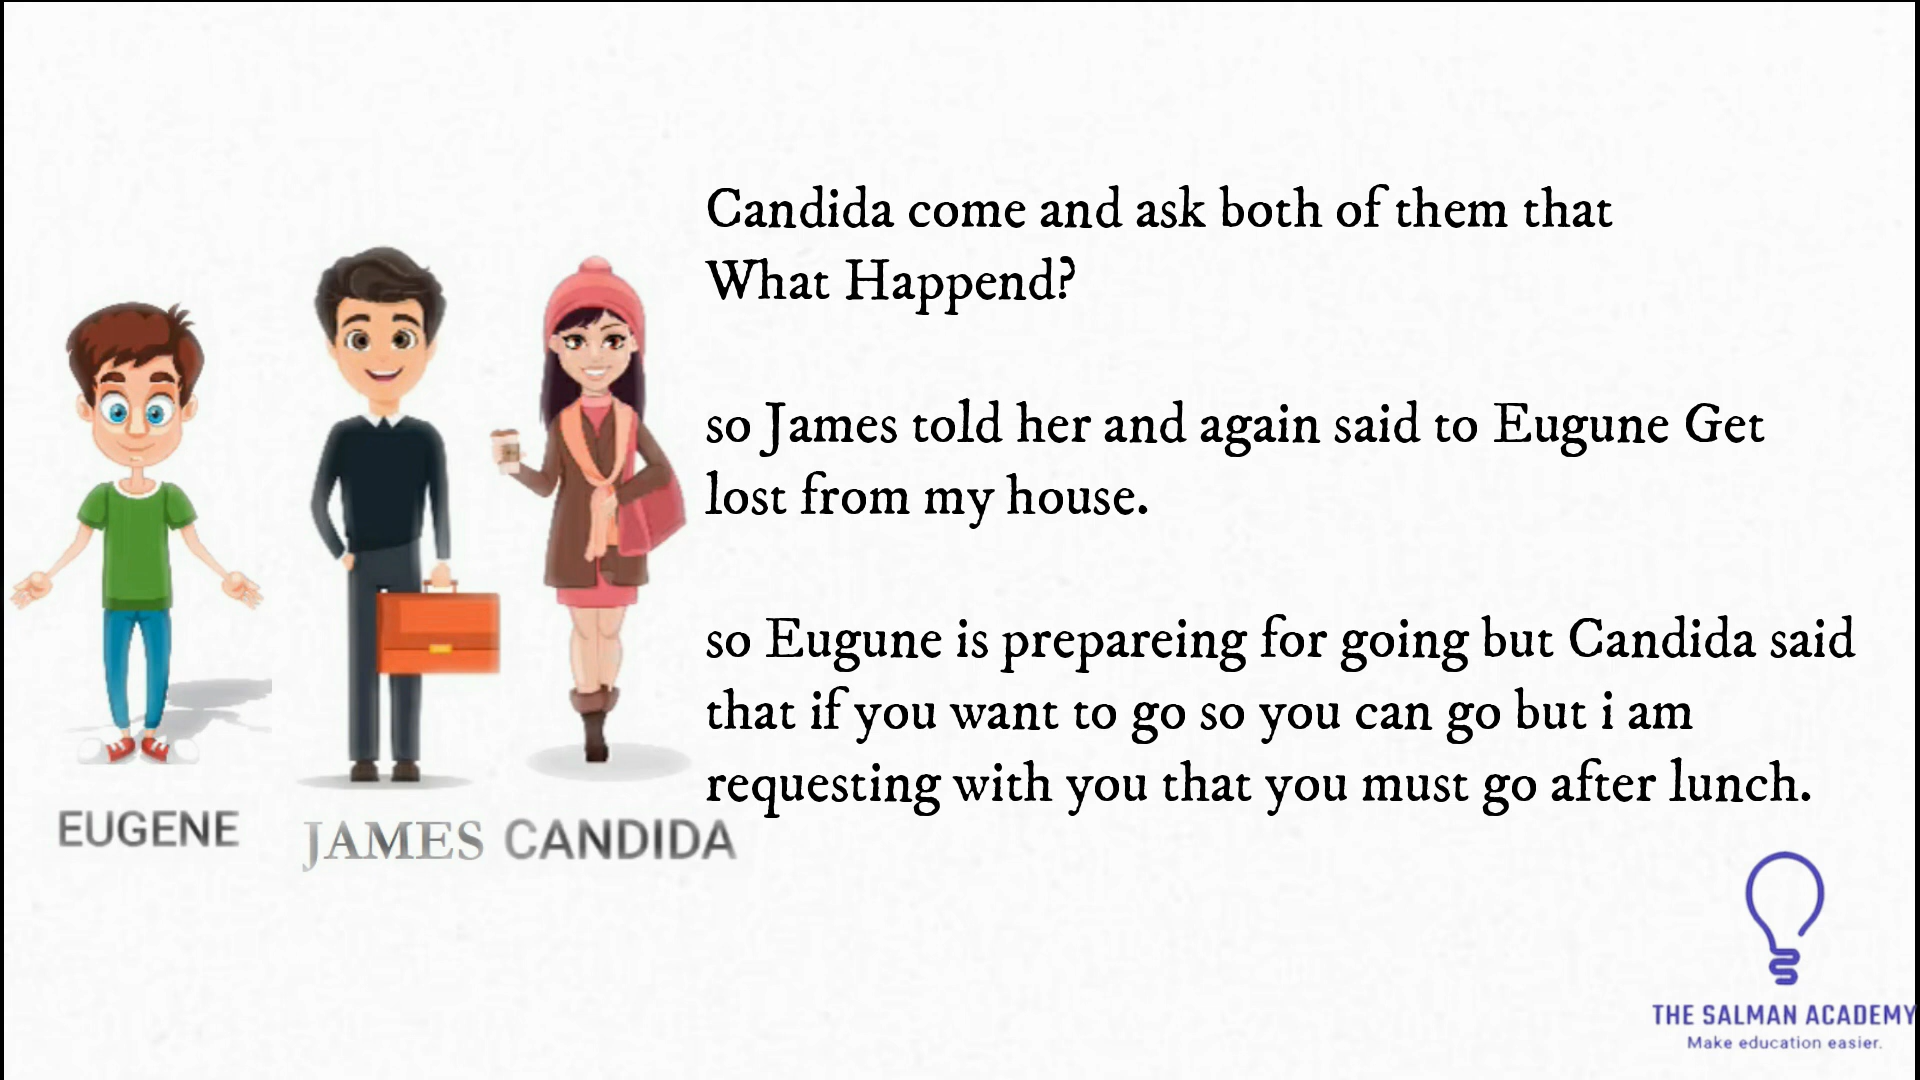 Candida come and ask both of them that
What Happend?
so James told her and again said to Eugune Get
lost from my house.
so Eugune is prepareing for going but Candida said
that if you want to go so you can go but i am
requesting with you that you must go after lunch.
EUGENE
JAMES
CANDIDA
THE SALMAN ACADEMY
Make education easier.